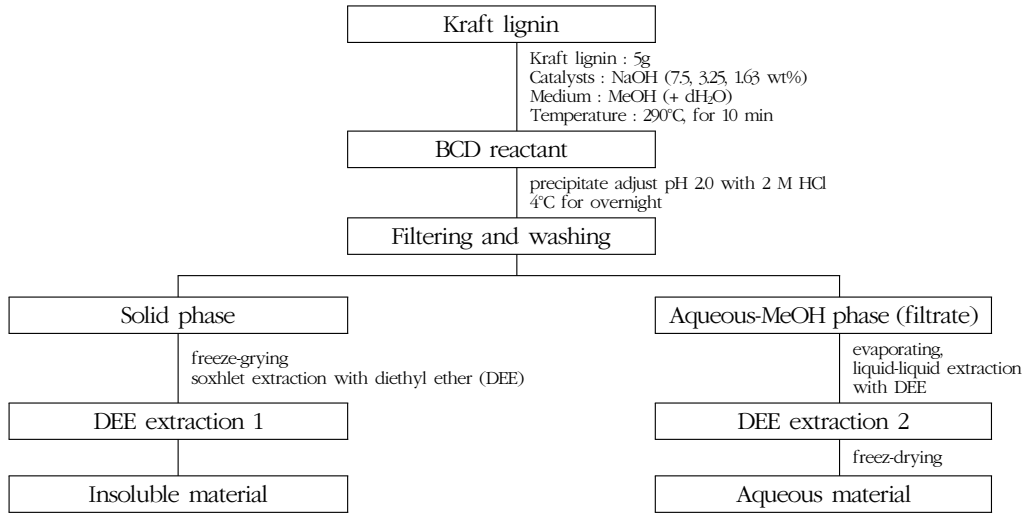 Kraft lignin
Kraft lignin : 5g
Catalysts : NaOH (7.5, 3.25, 1.63 wt%)
Medium : MeOH (+ dH₂O)
Temperature : 290℃, for 10 min
BCD reactant
precipitate adjust pH 2.0 with 2 M HCl
4℃ for overnight
Filtering and washing
Solid phase
Aqueous-MeOH phase (filtrate)
freeze-grying
soxhlet extraction with diethyl ether (DEE)
evaporating,
liquid-liquid extraction
with DEE
DEE extraction 1
DEE extraction 2
freez-drying
Insoluble material
Aqueous material